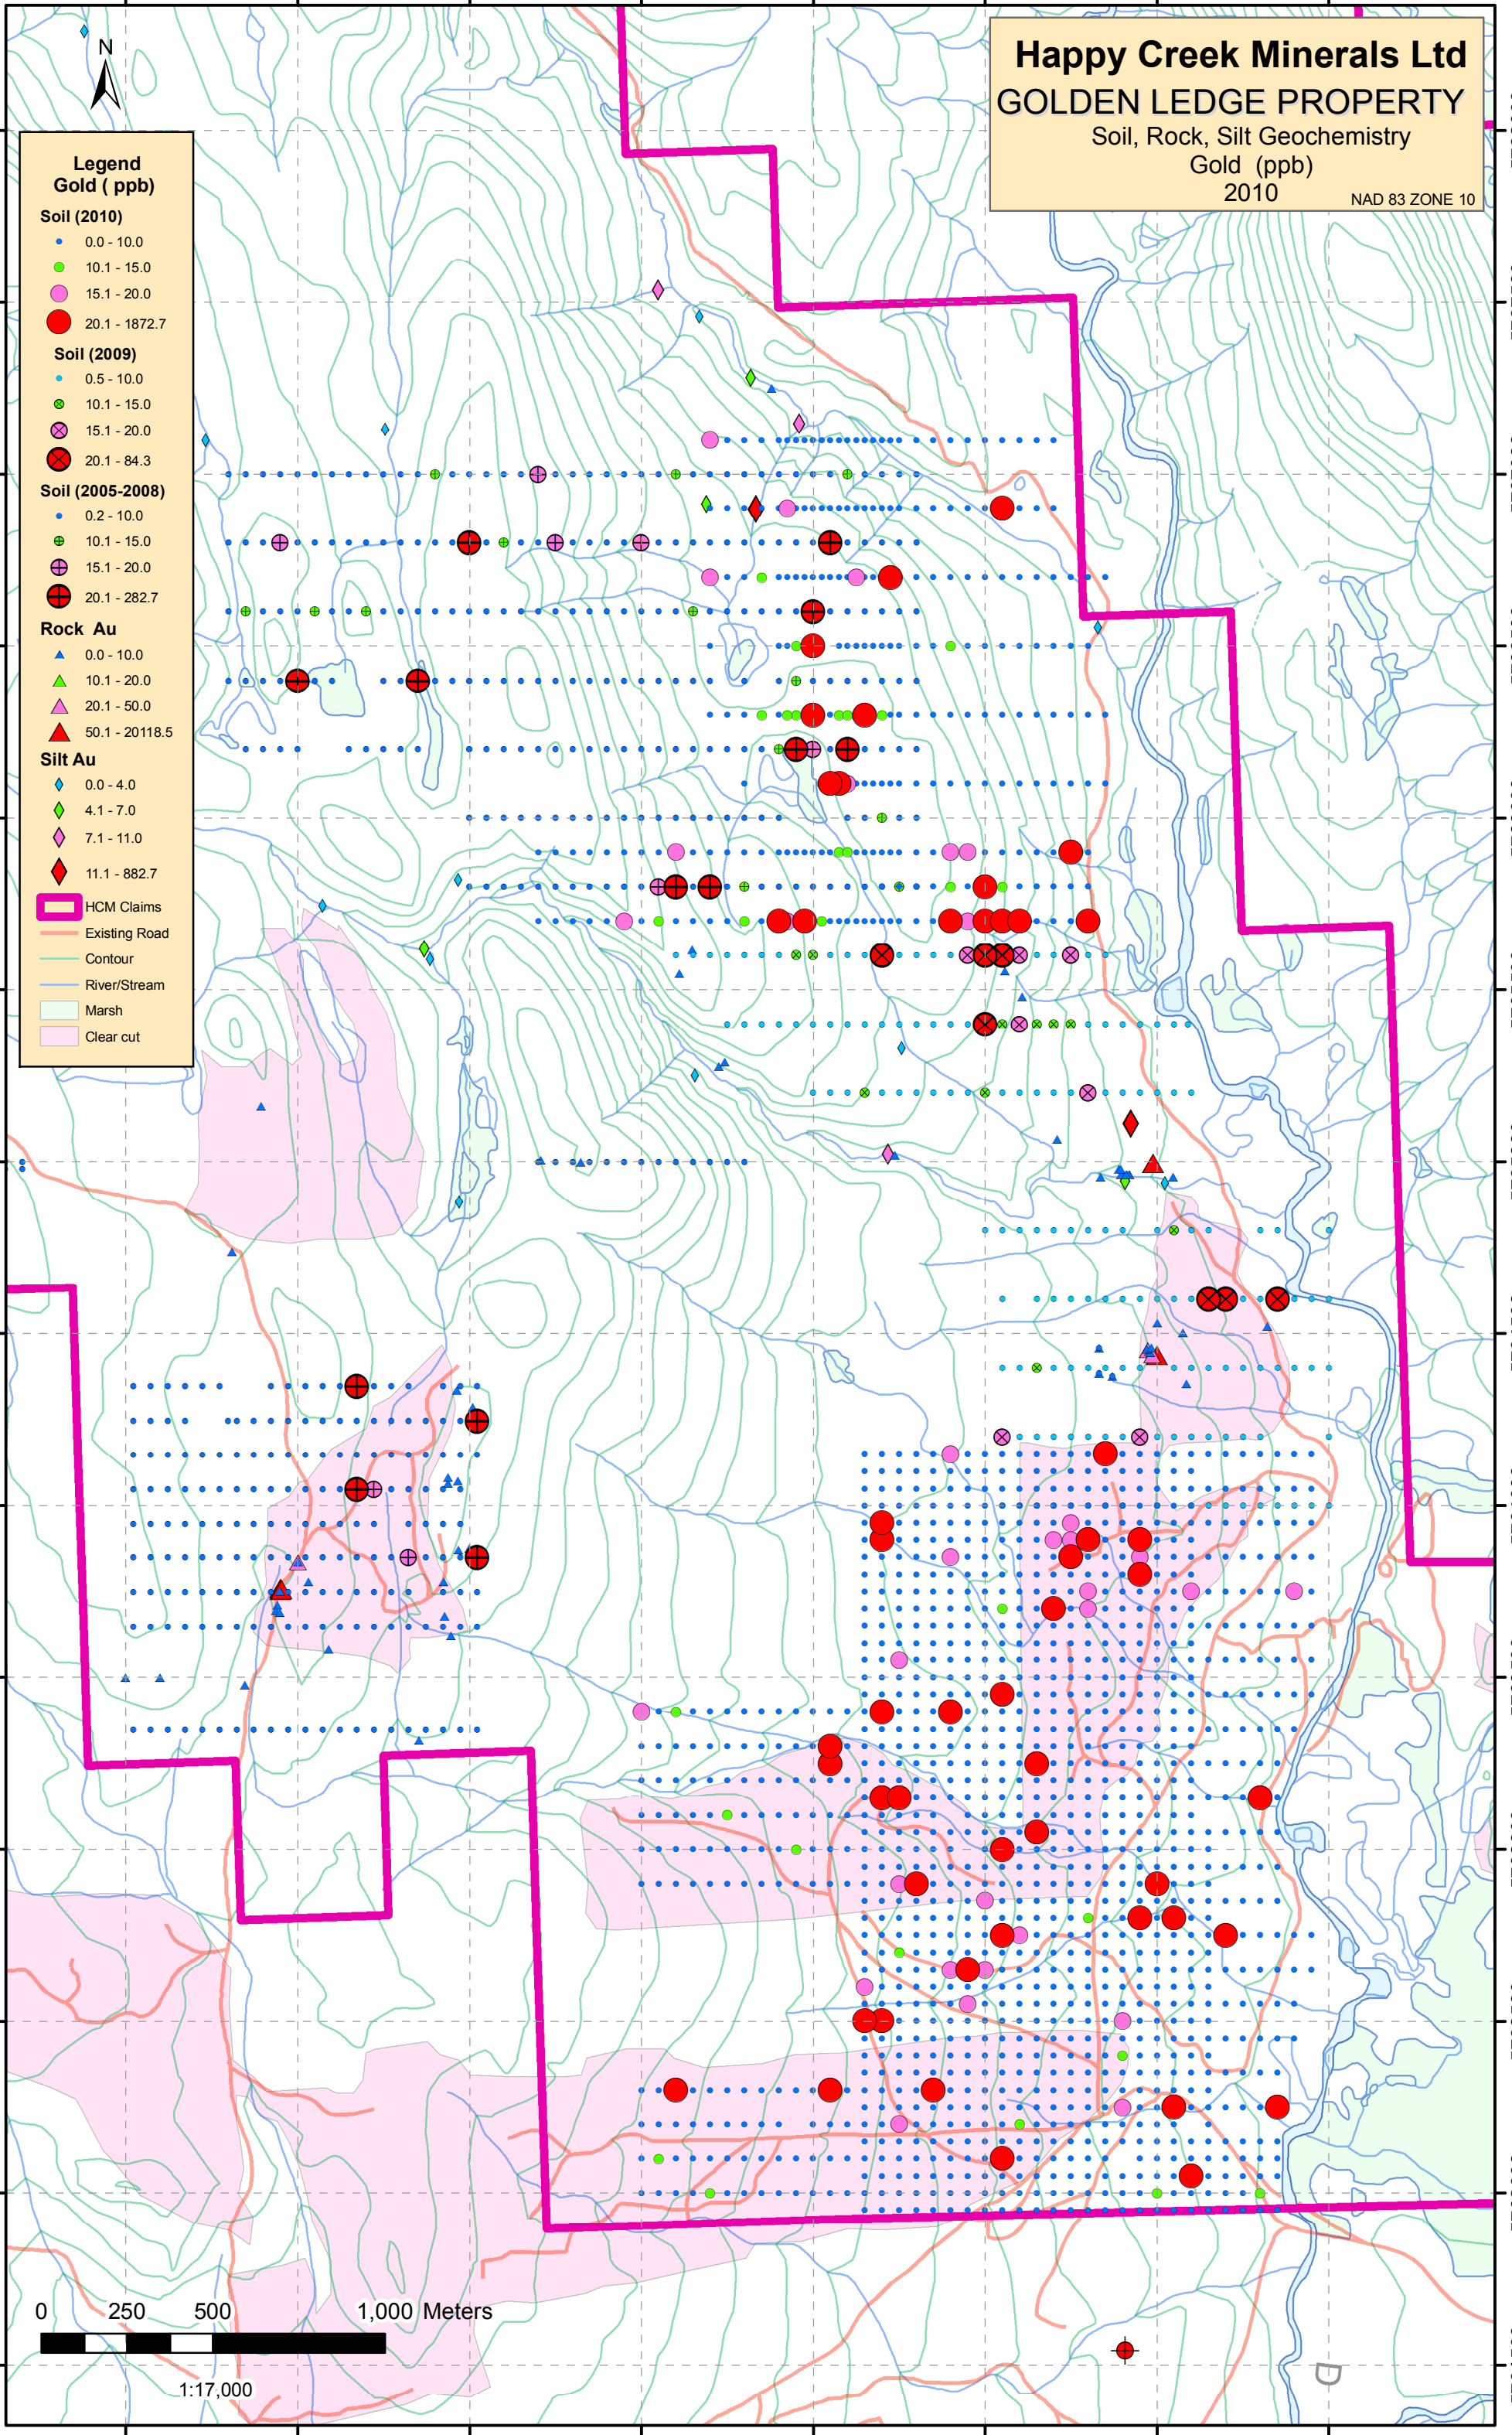 Happy Creek Minerals Ltd
GOLDEN LEDGE PROPERTY
Soil, Rock, Silt Geochemistry
Gold (ppb)
2010
NAD 83 ZONE 10
N
Legend
Gold ( ppb)
Soil (2010)
0.0 - 10.0
10.1 - 15.0
15.1 - 20.0
20.1 - 1872.7
Soil (2009)
0.5 - 10.0
10.1 - 15.0
15.1 - 20.0
20.1 - 84.3
Soil (2005-2008)
0.2 - 10.0
10.1 - 15.0
15.1 - 20.0
20.1 - 282.7
Rock Au
0.0 - 10.0
10.1 - 20.0
20.1 - 50.0
50.1 - 20118.5
Silt Au
0.0 - 4.0
4.1 - 7.0
7.1 - 11.0
11.1 - 882.7
HCM Claims
Existing Road
Contour
River/Stream
Marsh
Clear cut
0 250 500 1,000 Meters
1:17,000
D